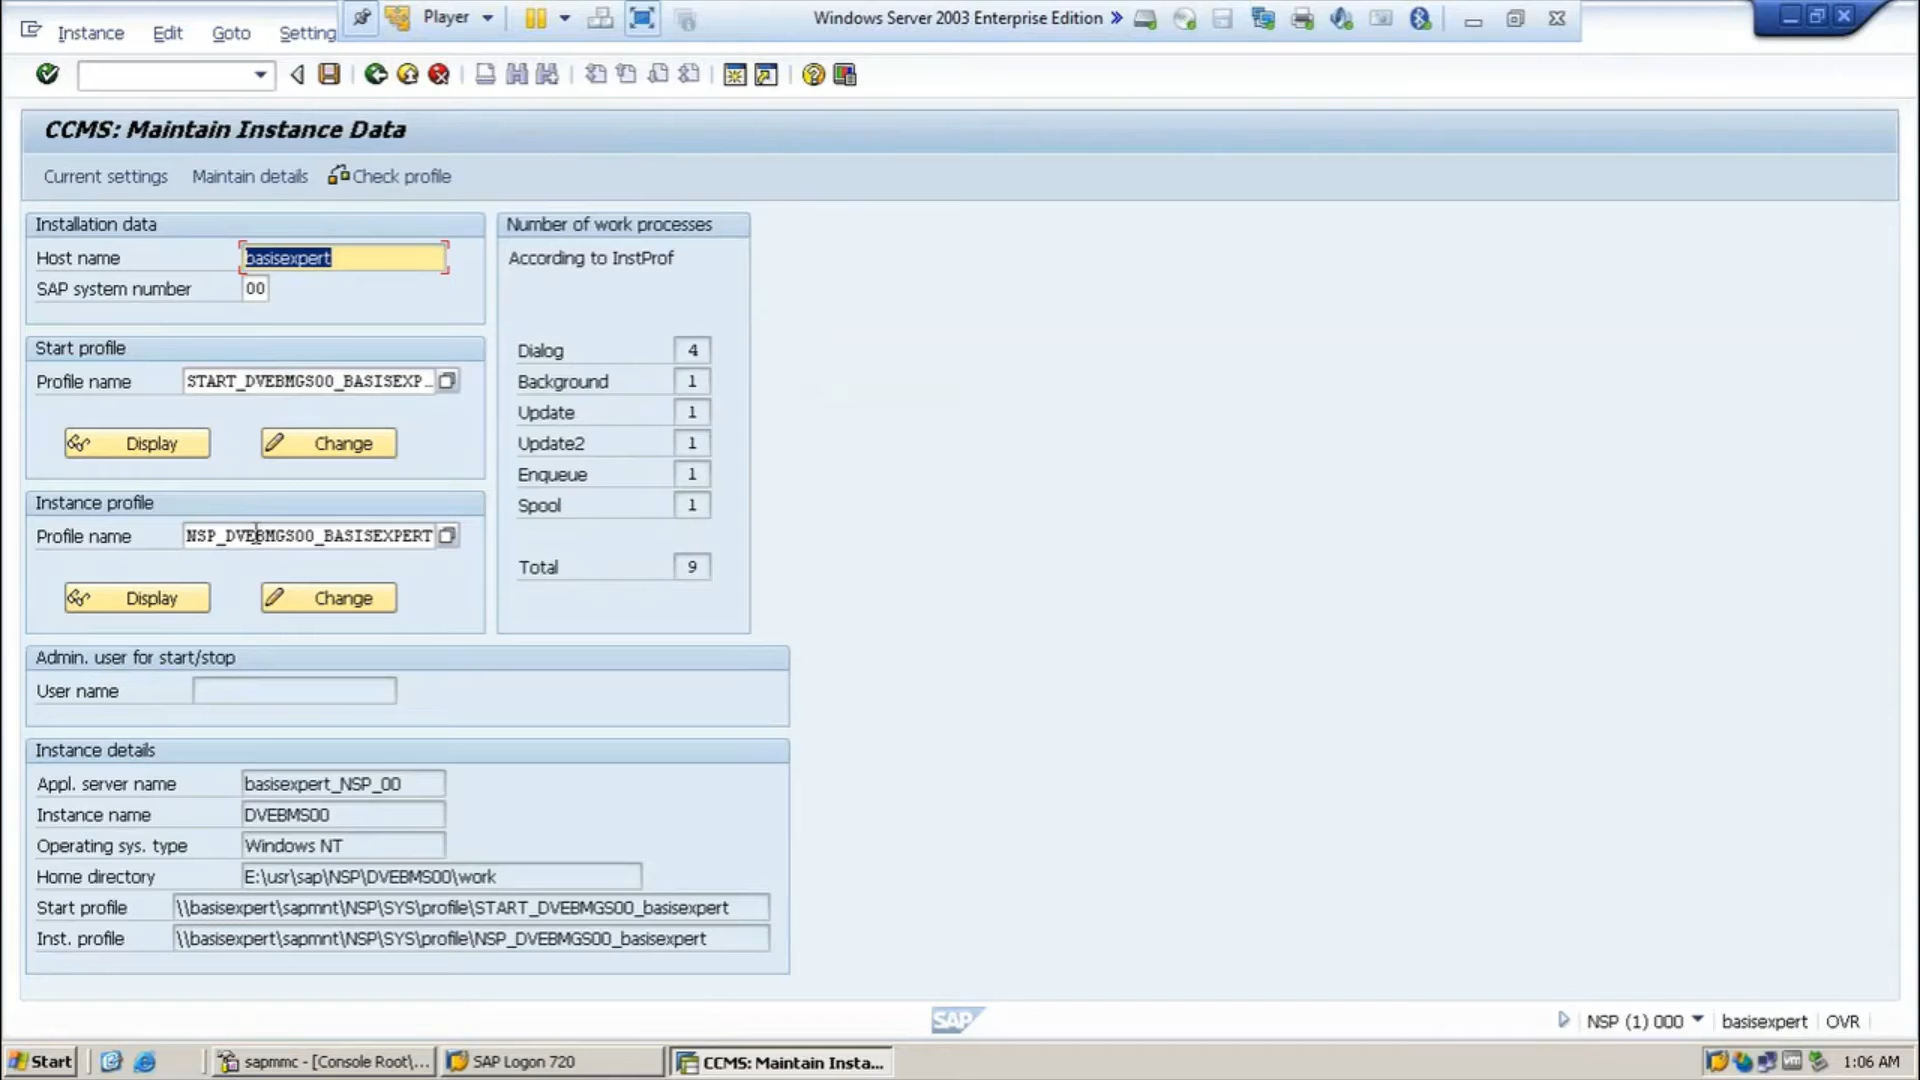 Player
Windows Server 2003 Enterprise Edition »
Instance Edit Goto Setting
CCMS: Maintain Instance Data
Current settings Maintain details Check profile
Installation data
Host name basisexpert
SAP system number 00
Start profile
Profile name START_DVEBMGS00_BASISEXP…
Display Change
Instance profile
Profile name NSP_DVEBMGS00_BASISEXPERT
Display Change
Number of work processes
According to InstProf
Dialog 4
Background 1
Update 1
Update2 1
Enqueue 1
Spool 1
Total 9
Admin. user for start/stop
User name
Instance details
Appl. server name basisexpert_NSP_00
Instance name DVEBMS00
Operating sys. type Windows NT
Home directory E:\usr\sap\NSP\DVEBMS00\work
Start profile \\basisexpert\sapmnt\NSP\SYS\profile\START_DVEBMGS00_basisexpert
Inst. profile \\basisexpert\sapmnt\NSP\SYS\profile\NSP_DVEBMGS00_basisexpert
SAP
NSP (1) 000 basisexpert OVR
Start sapmmc - [Console Root\... SAP Logon 720 CCMS: Maintain Insta... 1:06 AM